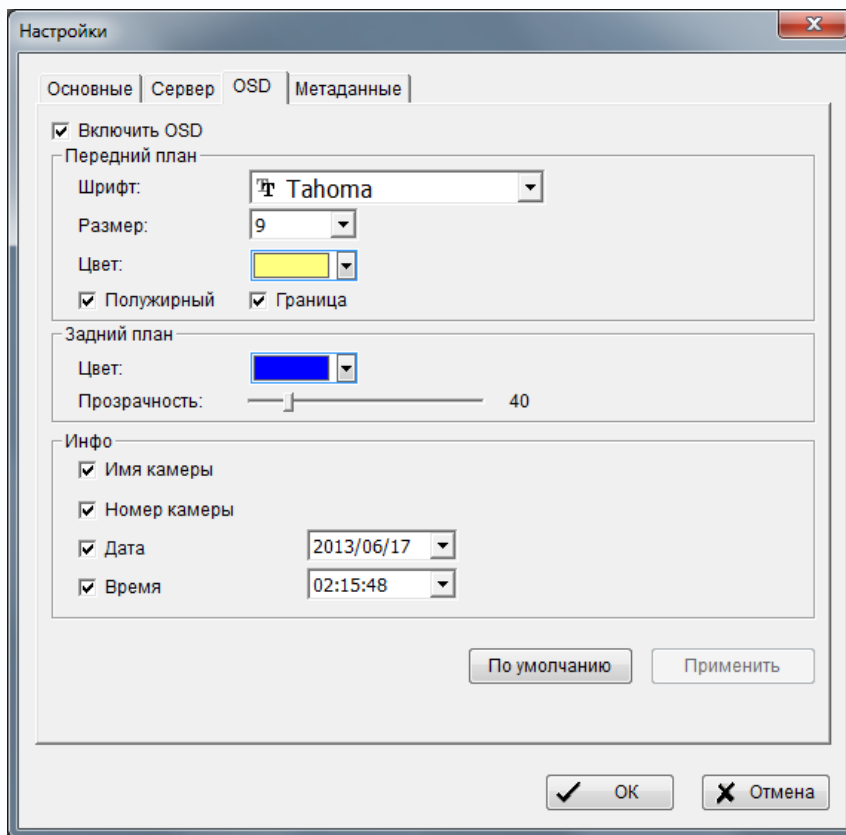 Настройки
Основные Сервер OSD Метаданные
Включить OSD
Передний план
Шрифт: Tahoma
Размер: 9
Цвет:
Полужирный Граница
Задний план
Цвет:
Прозрачность: 40
Инфо
Имя камеры
Номер камеры
Дата 2013/06/17
Время 02:15:48
По умолчанию Применить
ОК Отмена